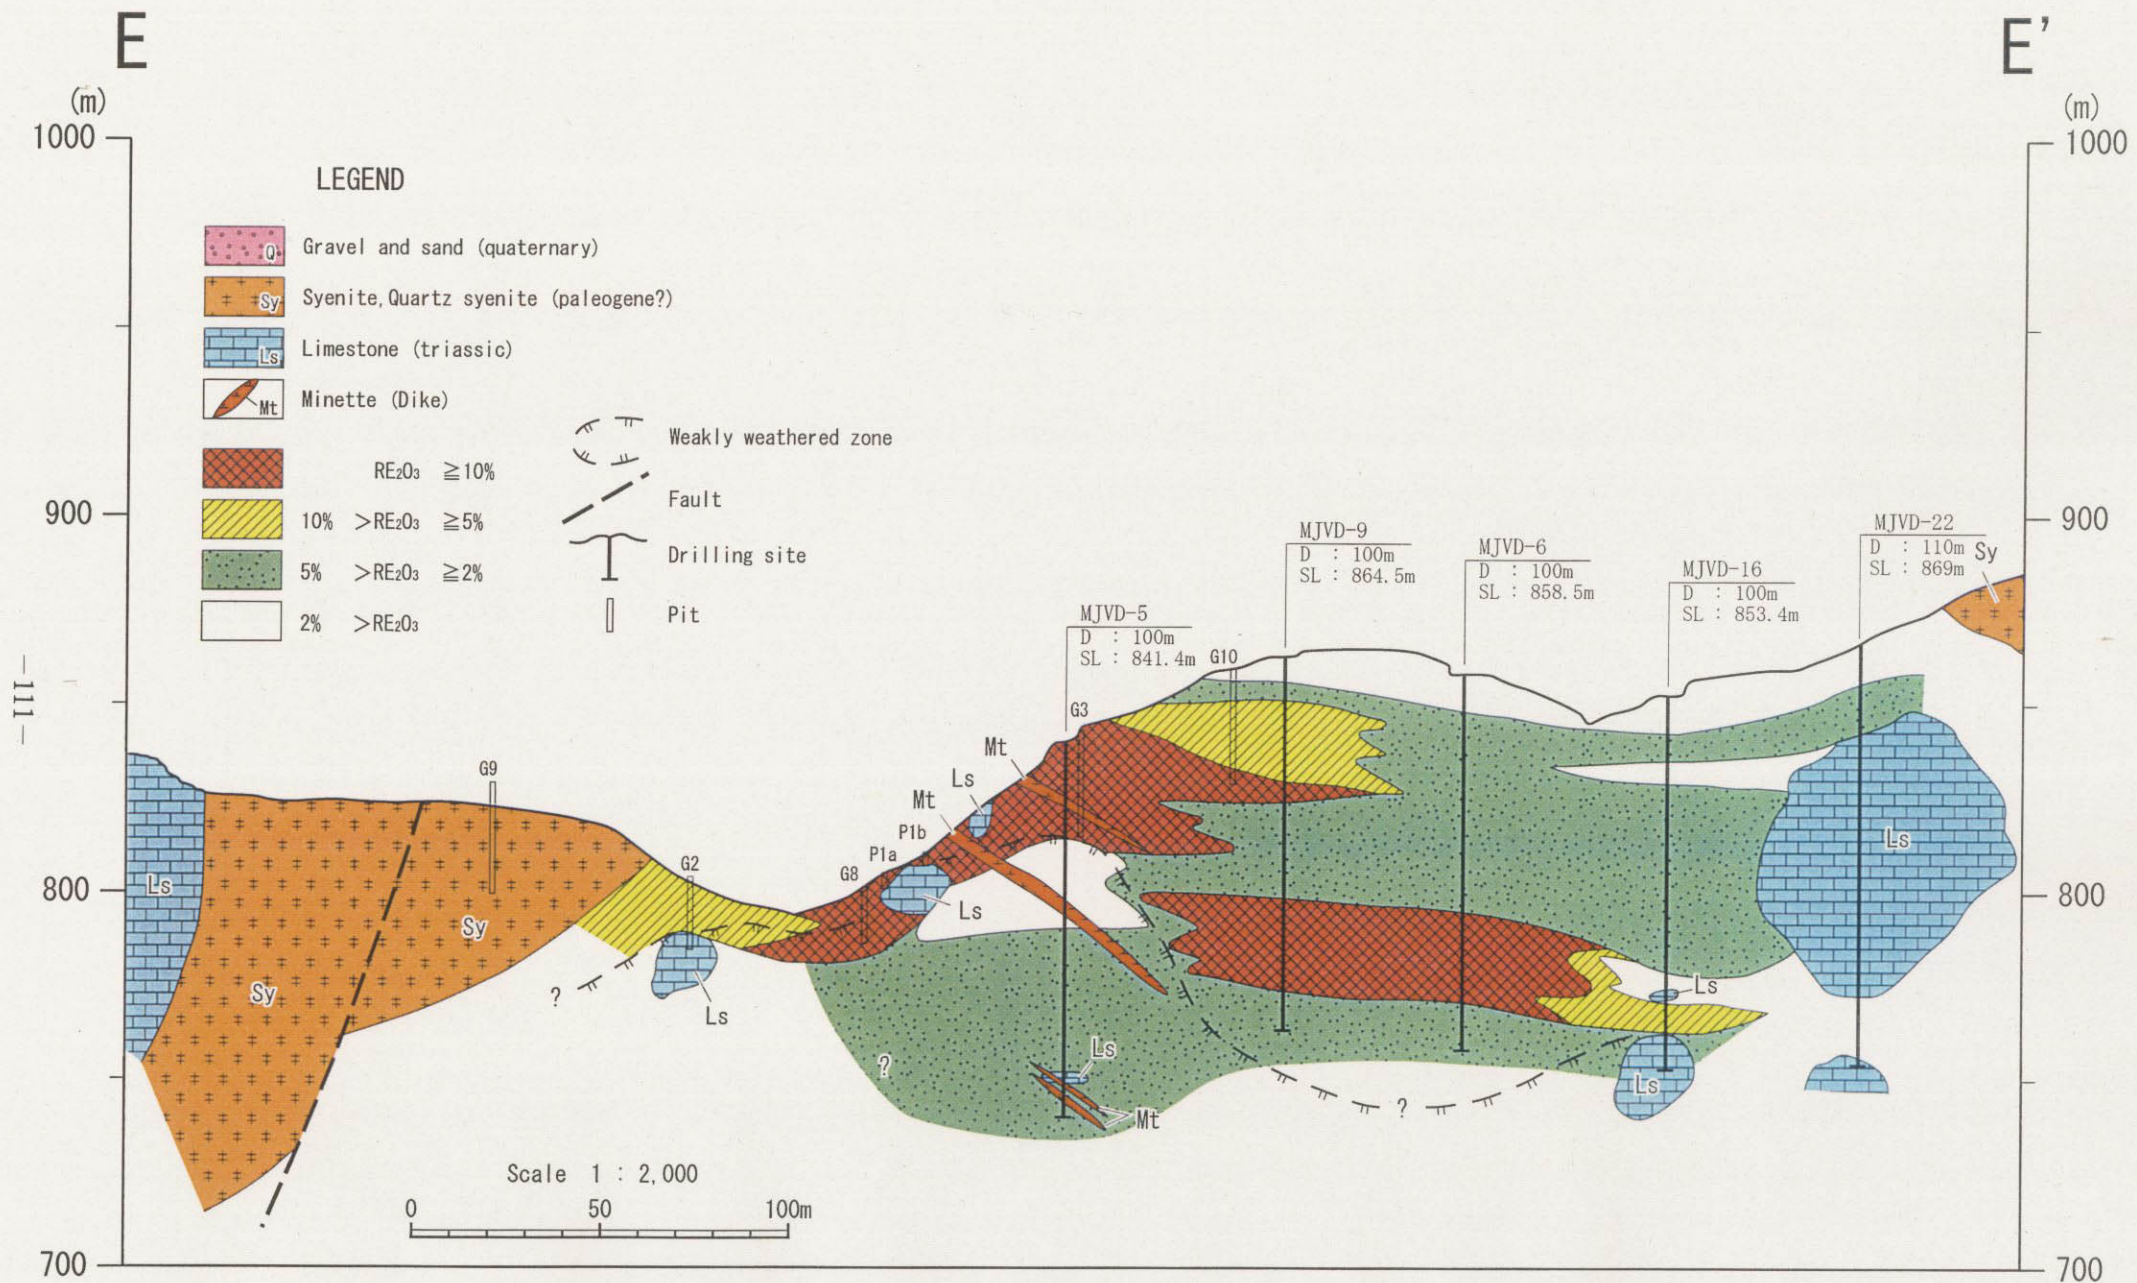 E
E'
(m)
(m)
1000
1000
LEGEND
Q
Gravel and sand (quaternary)
Sy
Syenite, Quartz syenite (paleogene?)
Ls
Limestone (triassic)
Mt
Minette (Dike)
RE₂O₃ ≧10%
10% >RE₂O₃ ≧5%
5% >RE₂O₃ ≧2%
2% >RE₂O₃
Weakly weathered zone
Fault
Drilling site
Pit
900
900
MJVD-9
D : 100m
SL : 864.5m
MJVD-6
D : 100m
SL : 858.5m
MJVD-16
D : 100m
SL : 853.4m
MJVD-22
D : 110m
SL : 869m
Sy
MJVD-5
D : 100m
SL : 841.4m
G10
G3
Mt
Ls
Mt
P1b
P1a
G8
G9
G2
800
800
Ls
Sy
Sy
Ls
Ls
Ls
?
Ls
?
Ls
Mt
?
Ls
Scale 1 : 2,000
0 50 100m
700
700
—111—